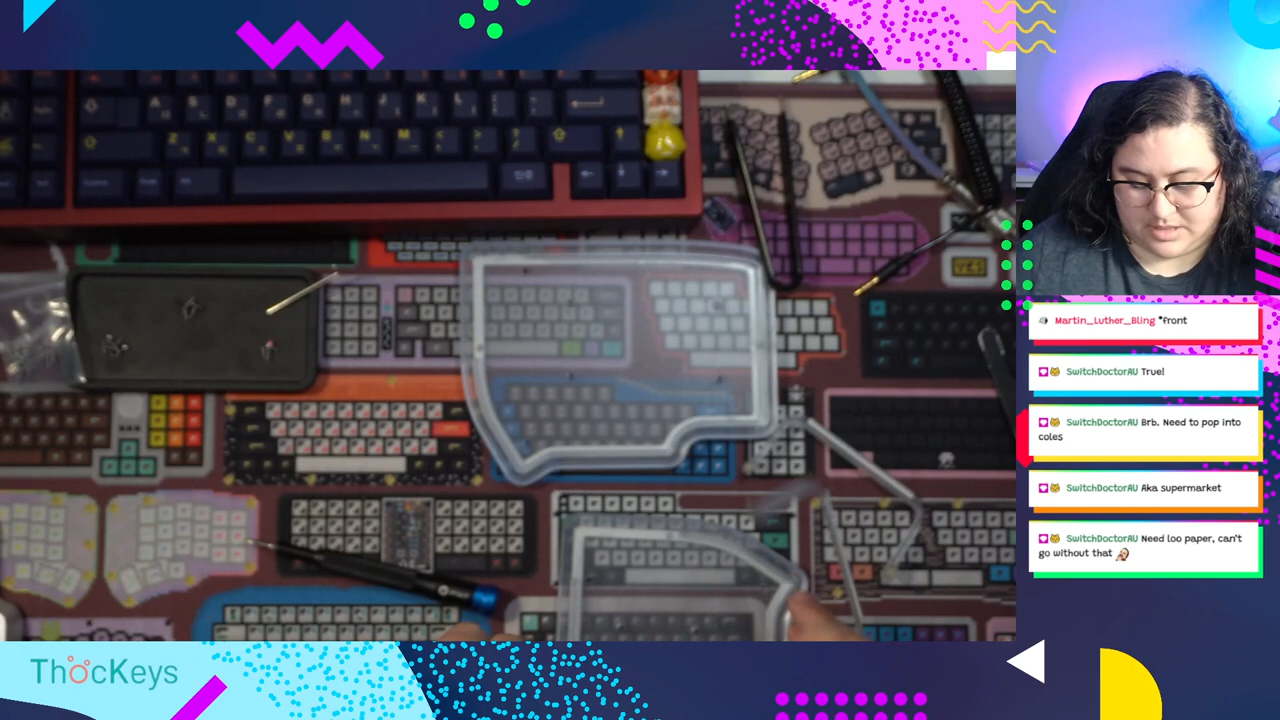 A S D F G H J K L
Z X C V B N M
Martin_Luther_Bling *front
SwitchDoctorAU True!
SwitchDoctorAU Brb. Need to pop into
coles
SwitchDoctorAU Aka supermarket
SwitchDoctorAU Need loo paper, can't
go without that
ThocKeys